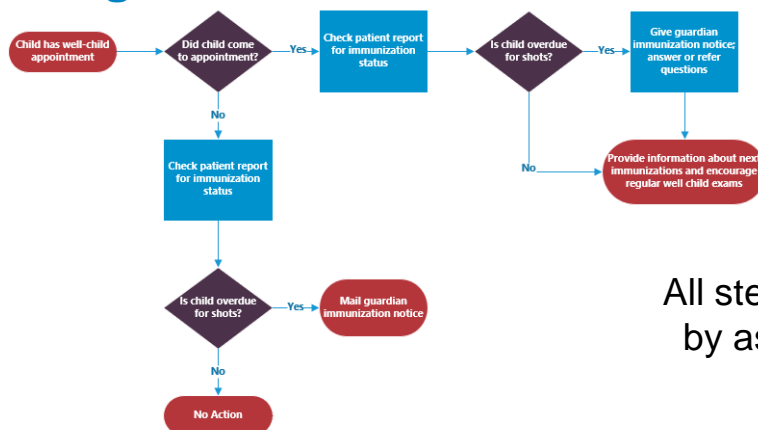 Child has well-child
appointment
Did child come
to appointment?
Yes
Check patient report
for immunization
status
Is child overdue
for shots?
Yes
Give guardian
immunization notice;
answer or refer
questions
No
Check patient report
for immunization
status
No
Provide information about next
immunizations and encourage
regular well child exams
Is child overdue
for shots?
Yes
Mail guardian
immunization notice
All ste
by as
No
No Action